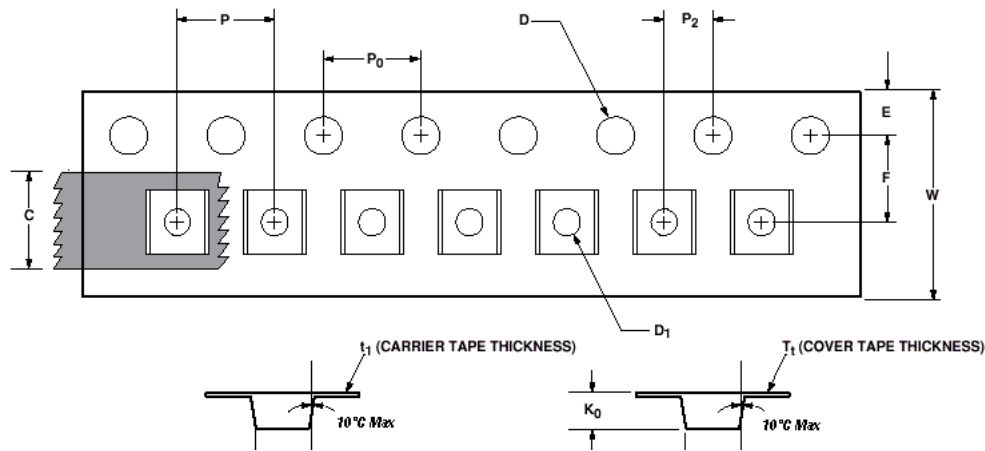 P
D
P2
P0
E
F
W
C
D1
t1 (CARRIER TAPE THICKNESS)
Tt (COVER TAPE THICKNESS)
K0
10°C Max
10°C Max